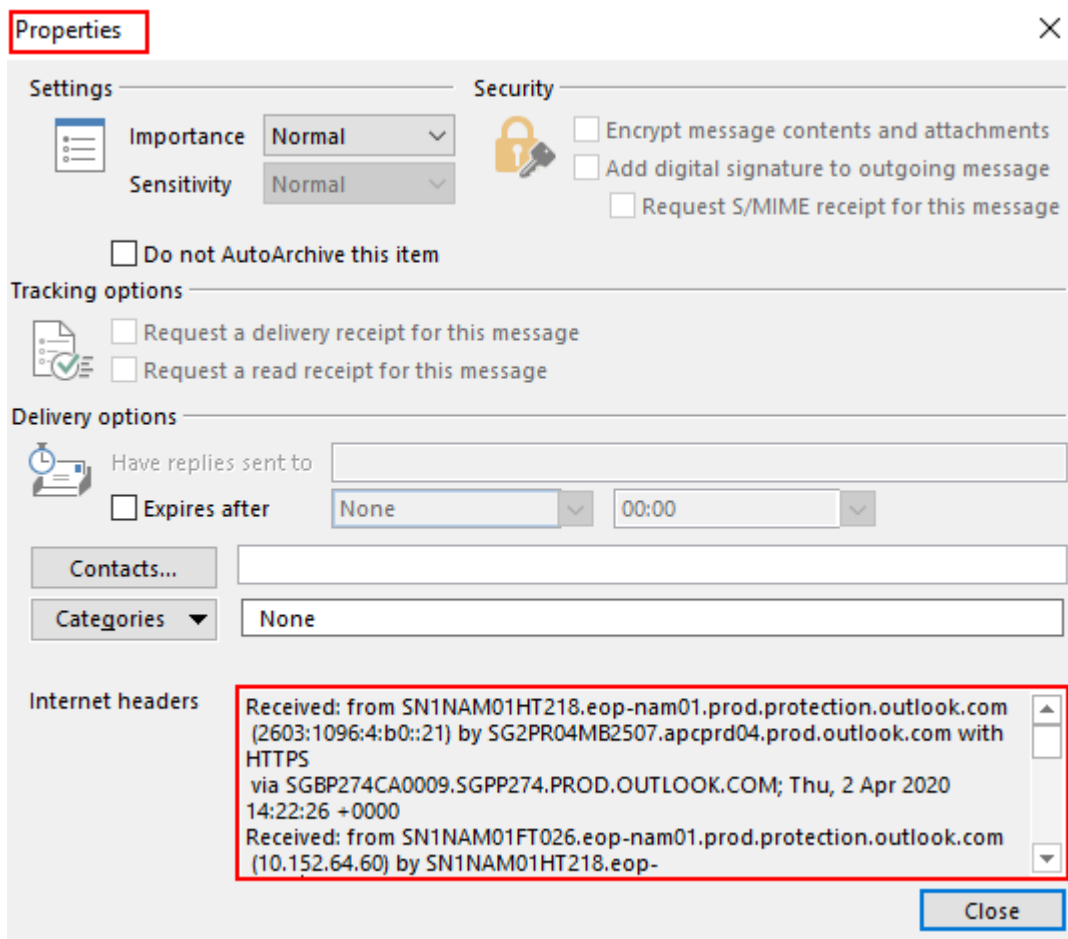 Properties
Settings
Security
Importance Normal
Encrypt message contents and attachments
Sensitivity Normal
Add digital signature to outgoing message
Request S/MIME receipt for this message
Do not AutoArchive this item
Tracking options
Request a delivery receipt for this message
Request a read receipt for this message
Delivery options
Have replies sent to
Expires after None 00:00
Contacts...
Categories None
Internet headers
Received: from SN1NAM01HT218.eop-nam01.prod.protection.outlook.com
(2603:1096:4:b0::21) by SG2PR04MB2507.apcprd04.prod.outlook.com with
HTTPS
via SGBP274CA0009.SGPP274.PROD.OUTLOOK.COM; Thu, 2 Apr 2020
14:22:26 +0000
Received: from SN1NAM01FT026.eop-nam01.prod.protection.outlook.com
(10.152.64.60) by SN1NAM01HT218.eop-
Close